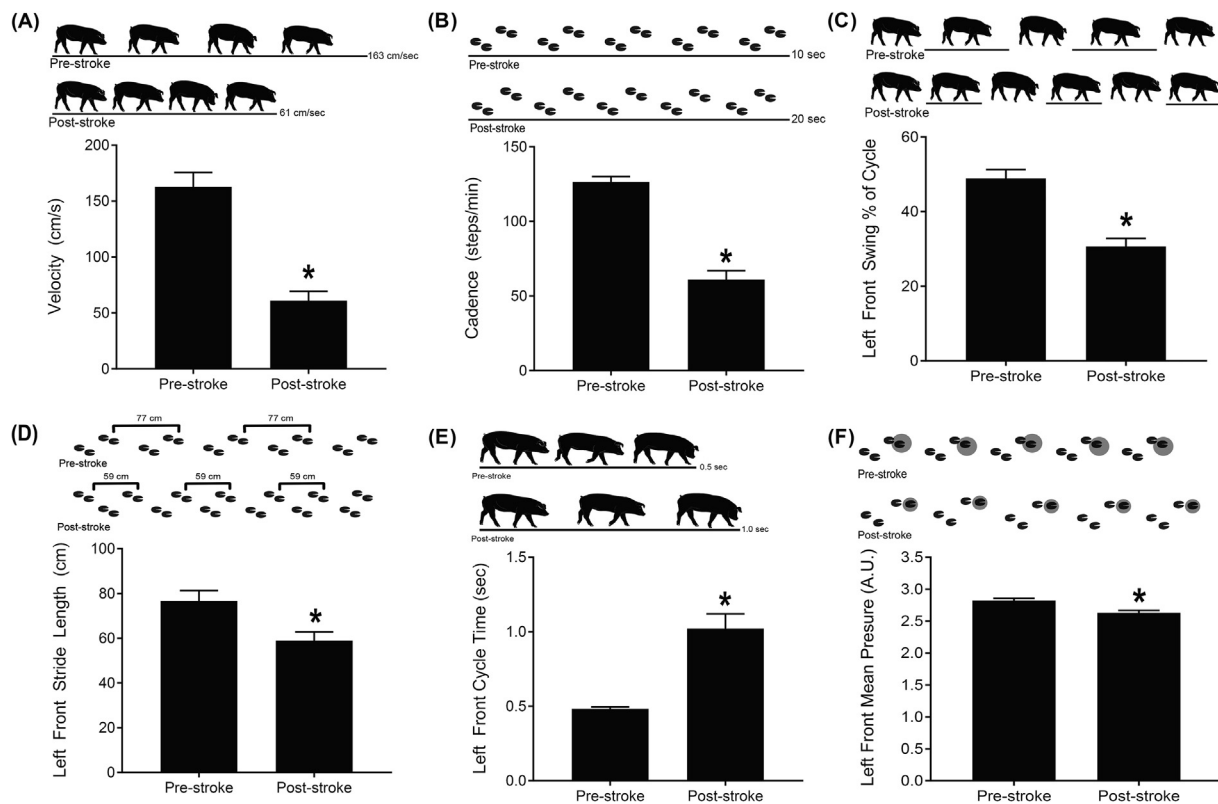 (A)
Pre-stroke
163 cm/sec
Post-stroke
61 cm/sec
Velocity (cm/s)
200
150
100
50
0
Pre-stroke
Post-stroke
*
(B)
Pre-stroke
10 sec
Post-stroke
20 sec
Cadence (steps/min)
150
100
50
0
Pre-stroke
Post-stroke
*
(C)
Pre-stroke
Post-stroke
Left Front Swing % of Cycle
60
40
20
0
Pre-stroke
Post-stroke
*
(D)
77 cm
77 cm
Pre-stroke
59 cm
59 cm
59 cm
Post-stroke
Left Front Stride Length (cm)
100
80
60
40
20
0
Pre-stroke
Post-stroke
*
(E)
Pre-stroke
0.5 sec
Post-stroke
1.0 sec
Left Front Cycle Time (sec)
1.5
1.0
0.5
0.0
Pre-stroke
Post-stroke
*
(F)
Pre-stroke
Post-stroke
Left Front Mean Presure (A.U.)
3.5
3.0
2.5
2.0
1.5
1.0
0.5
0.0
Pre-stroke
Post-stroke
*